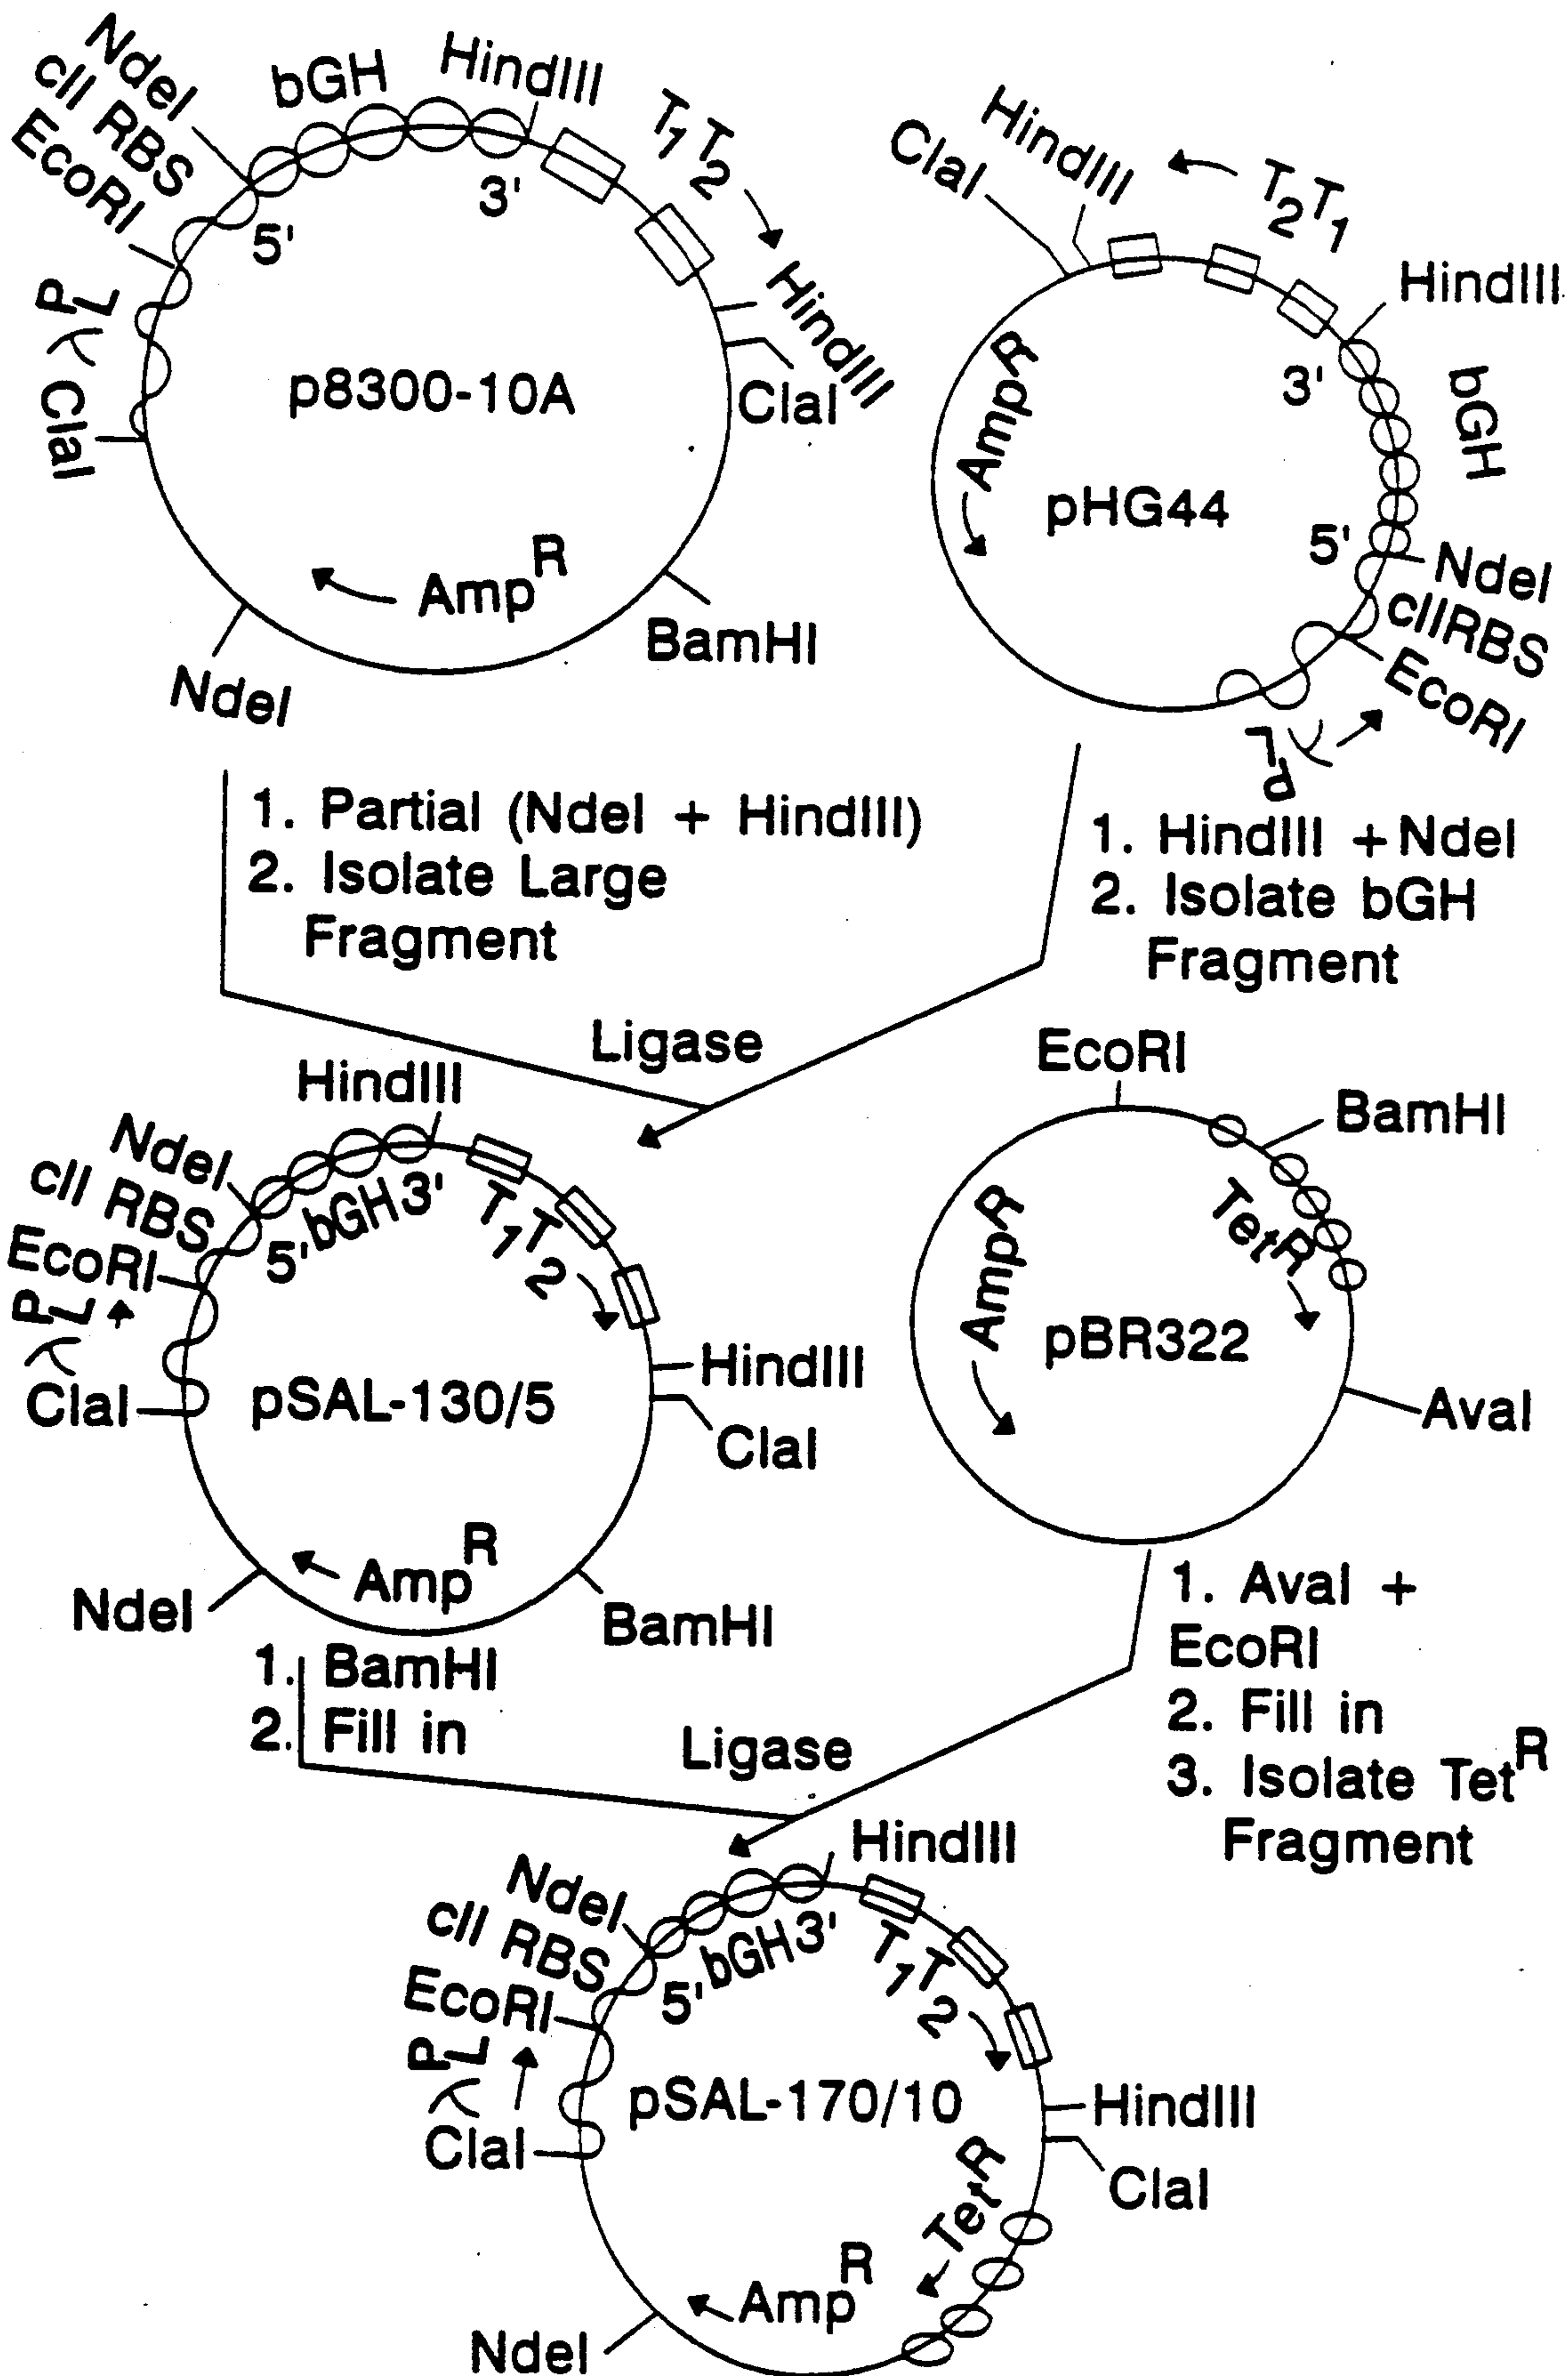 NdeI
cII RBS
EcoRI
bGH
HindIII
T1T2
5'
3'
HindIII
ClaI
λ PL
ClaI
p8300-10A
AmpR
BamHI
NdeI
ClaI
HindIII
T2T1
HindIII
AmpR
3'
bGH
pHG44
5'
NdeI
cIIRBS
EcoRI
λ PL
1. Partial (NdeI + HindIII)
2. Isolate Large
Fragment
1. HindIII + NdeI
2. Isolate bGH
Fragment
Ligase
HindIII
NdeI
cII RBS
EcoRI
5' bGH 3'
T1T2
λ PL
ClaI
pSAL-130/5
HindIII
ClaI
AmpR
NdeI
BamHI
EcoRI
BamHI
AmpR
TetR
pBR322
AvaI
1. BamHI
2. Fill in
Ligase
1. AvaI +
EcoRI
2. Fill in
3. Isolate TetR
Fragment
HindIII
NdeI
cII RBS
EcoRI
5' bGH 3'
T1T2
λ PL
ClaI
pSAL-170/10
HindIII
ClaI
TetR
AmpR
NdeI